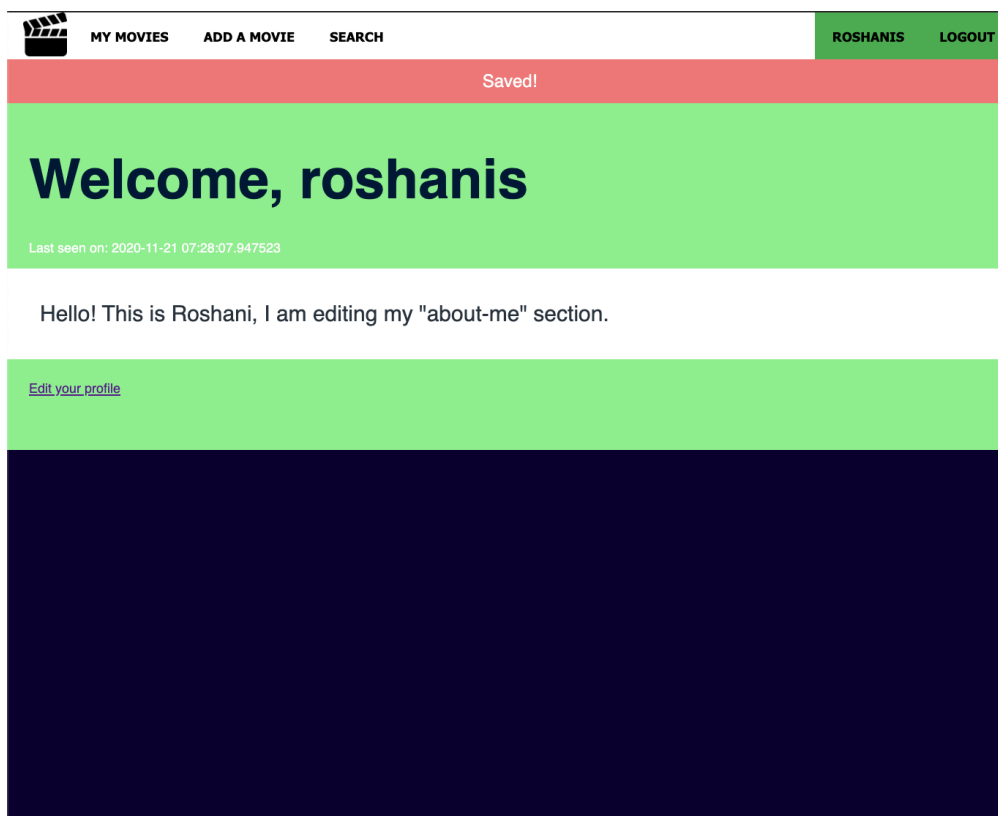 MY MOVIES ADD A MOVIE SEARCH ROSHANIS LOGOUT
Saved!
Welcome, roshanis
Last seen on: 2020-11-21 07:28:07.947523
Hello! This is Roshani, I am editing my "about-me" section.
Edit your profile